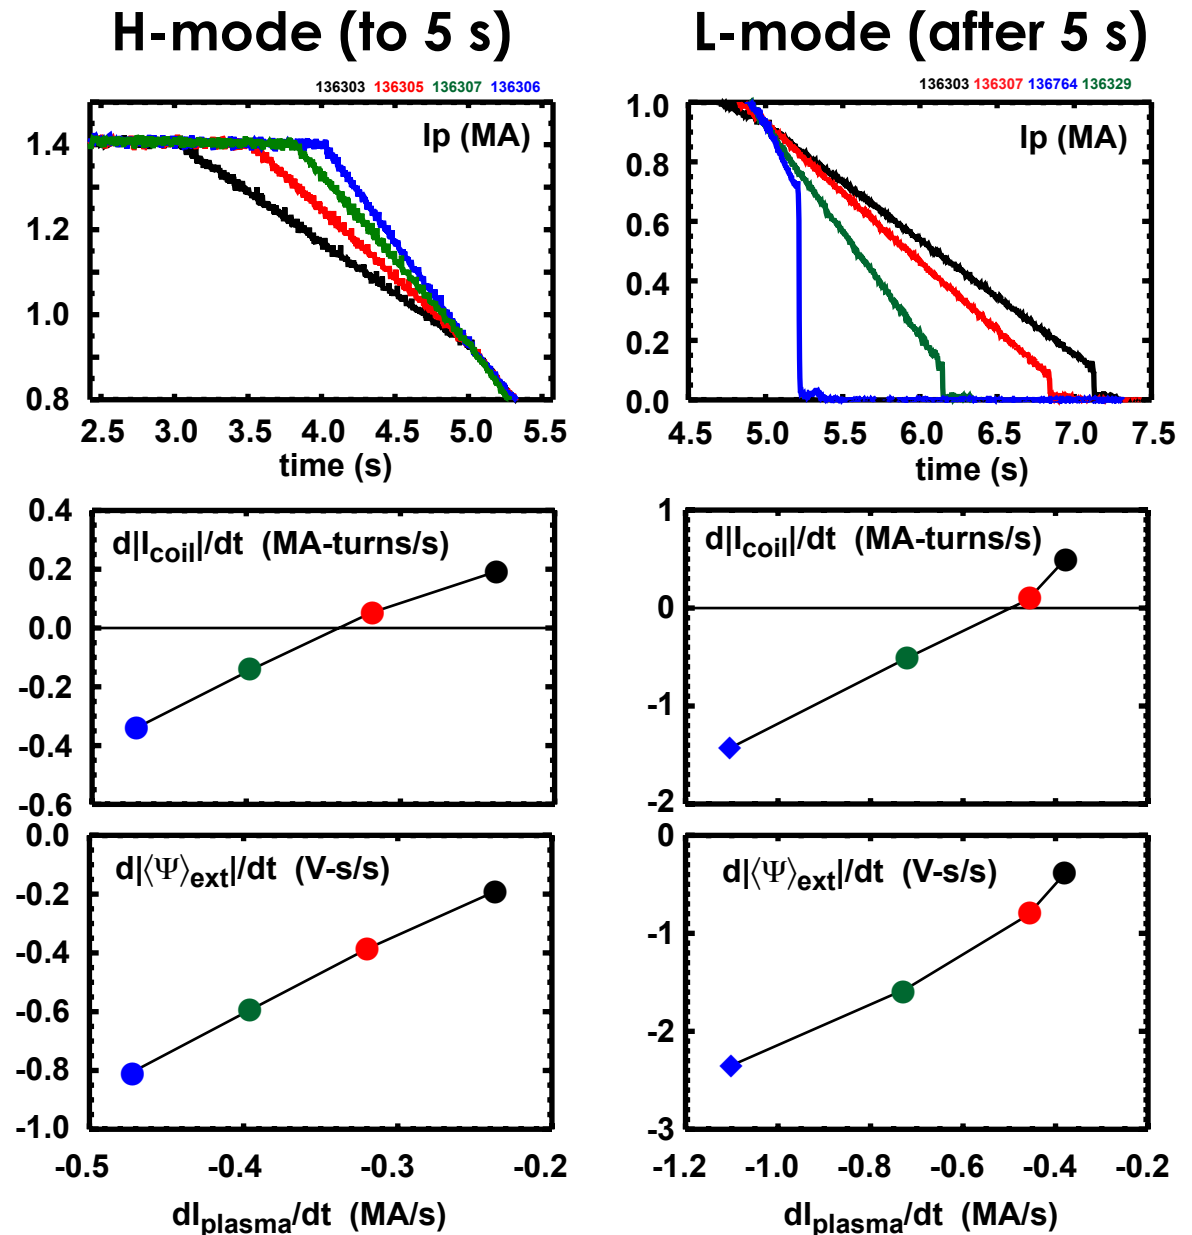 H-mode (to 5 s)
L-mode (after 5 s)
136303 136305 136307 136306
136303 136307 136764 136329
Ip (MA)
1.4
1.2
1.0
0.8
2.5 3.0 3.5 4.0 4.5 5.0 5.5
time (s)
Ip (MA)
1.0
0.8
0.6
0.4
0.2
0.0
4.5 5.0 5.5 6.0 6.5 7.0 7.5
time (s)
d|I_coil|/dt (MA-turns/s)
0.4
0.2
0.0
-0.2
-0.4
-0.6
d|I_coil|/dt (MA-turns/s)
1
0
-1
-2
d|⟨Ψ⟩_ext|/dt (V-s/s)
0.0
-0.2
-0.4
-0.6
-0.8
-1.0
-0.5 -0.4 -0.3 -0.2
dI_plasma/dt (MA/s)
d|⟨Ψ⟩_ext|/dt (V-s/s)
0
-1
-2
-3
-1.2 -1.0 -0.8 -0.6 -0.4 -0.2
dI_plasma/dt (MA/s)